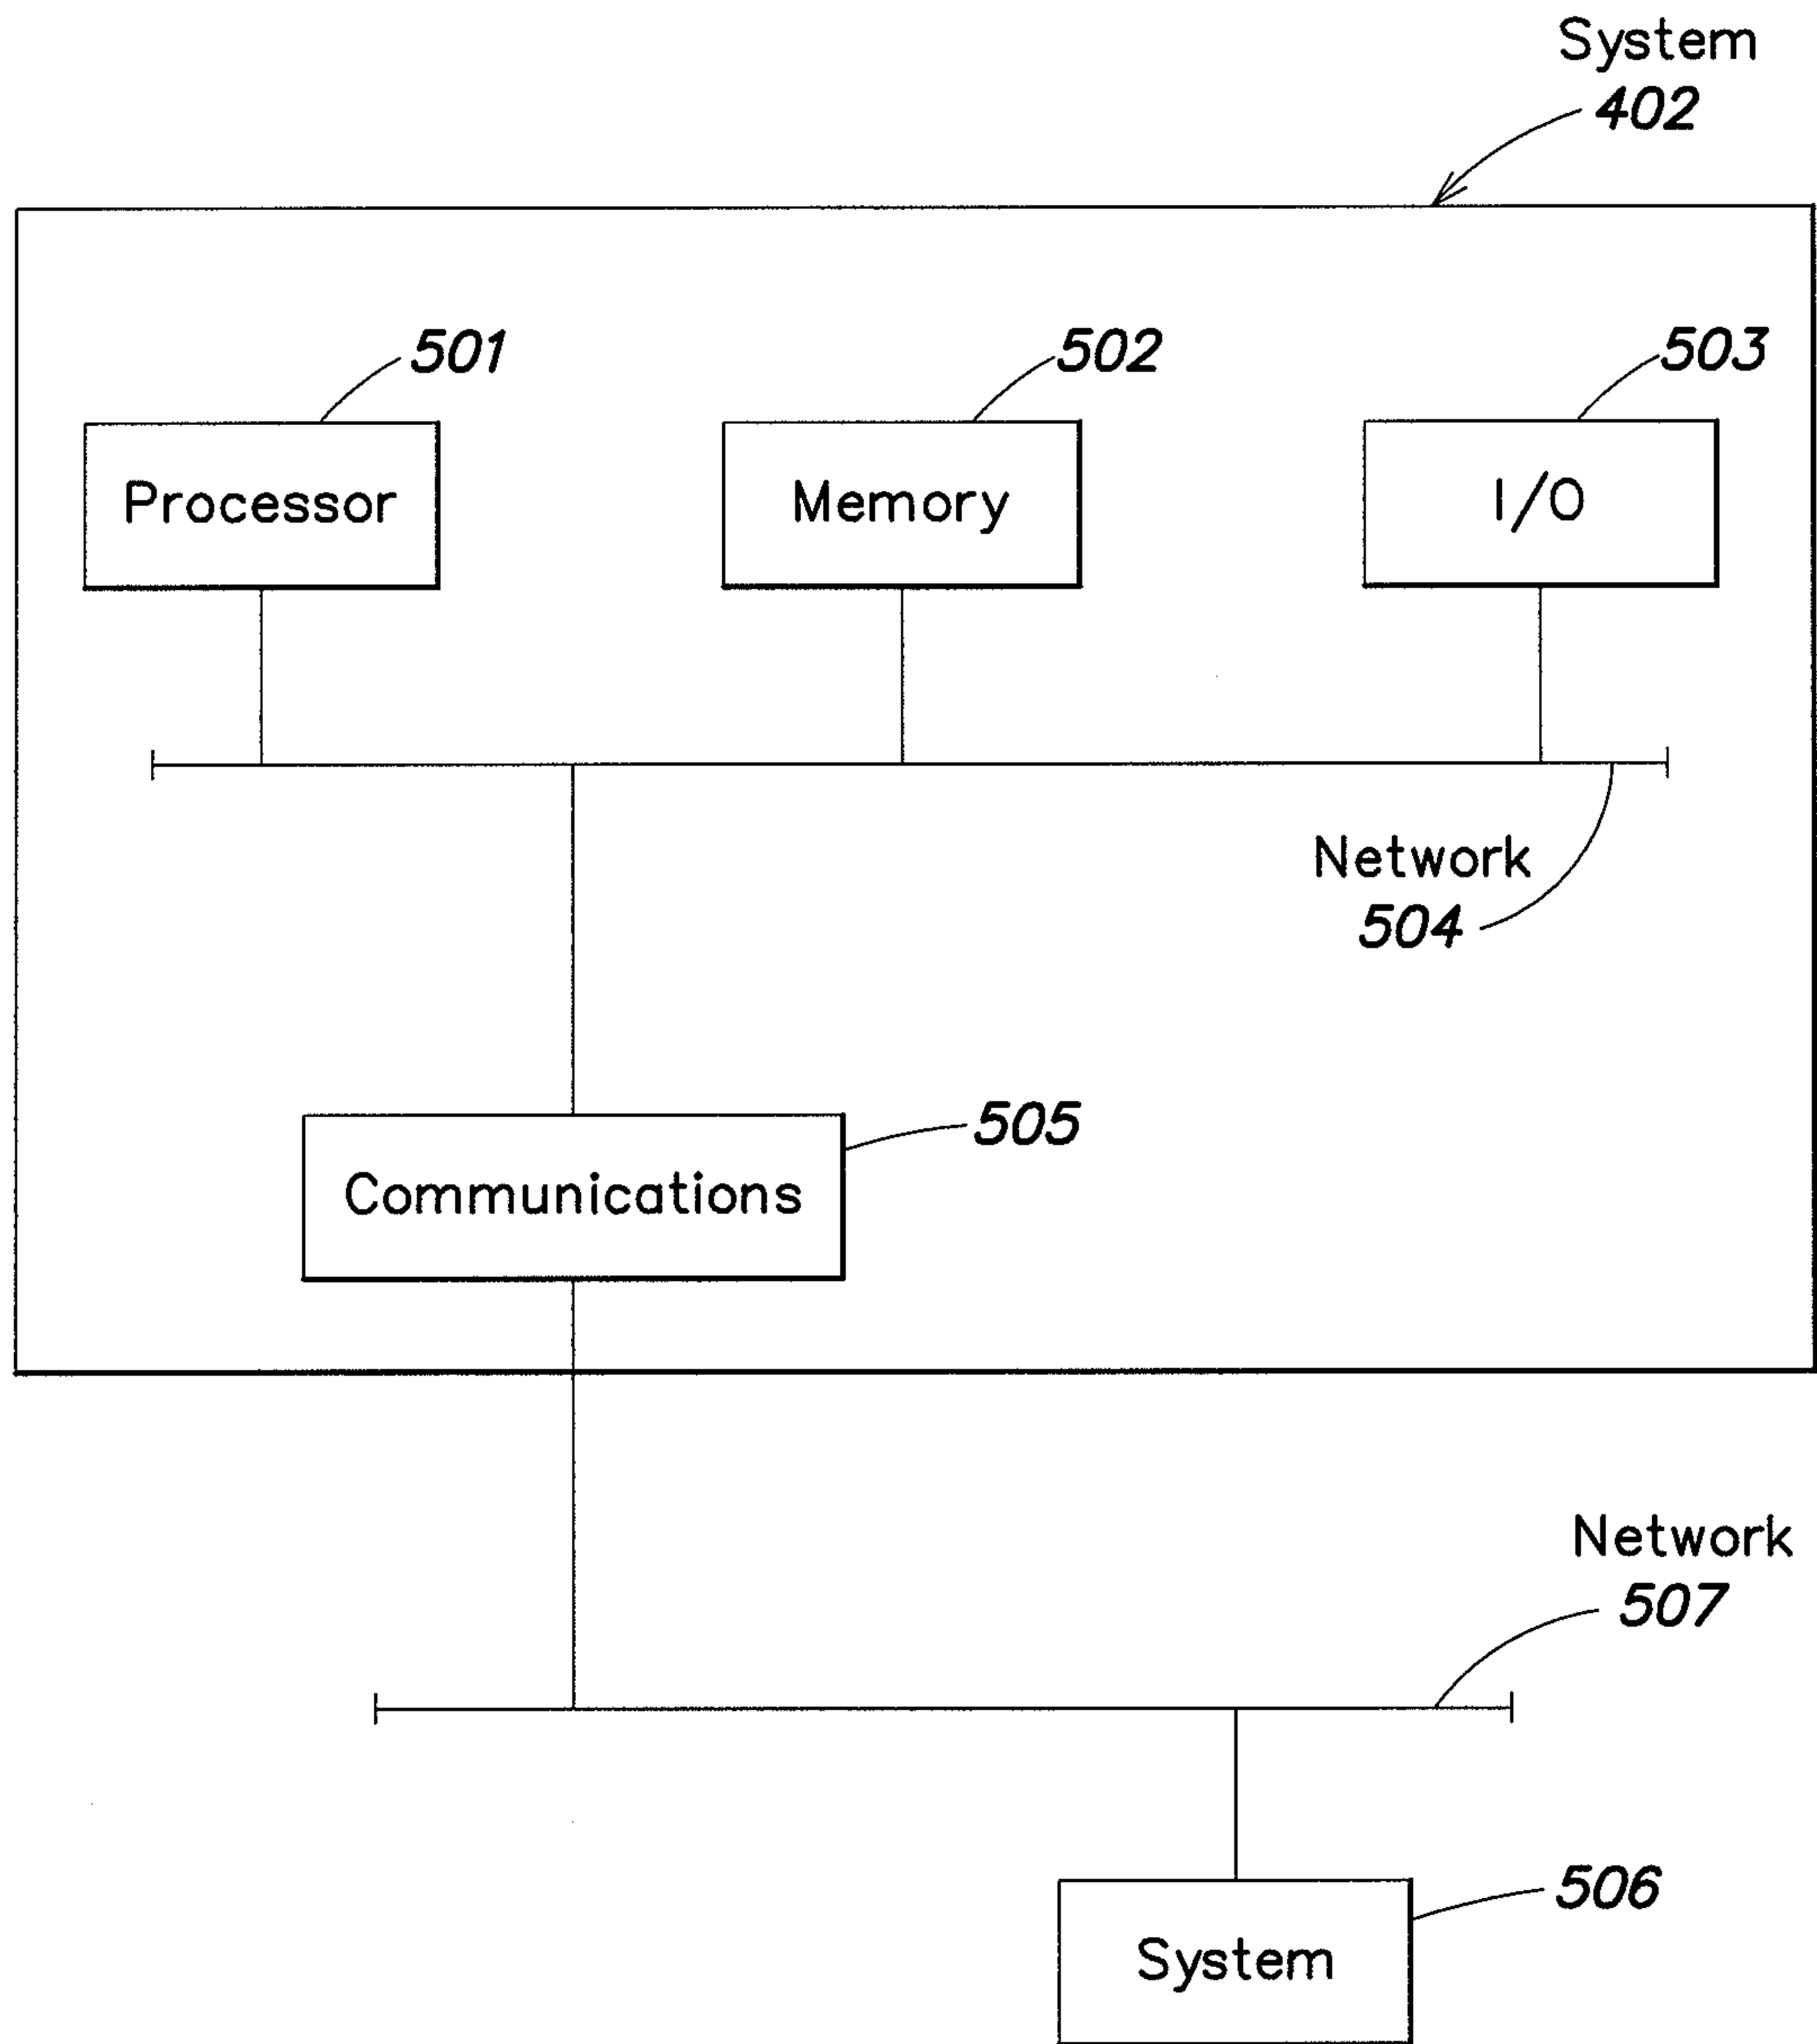 System
402
501
502
503
Processor
Memory
I/O
Network
504
505
Communications
Network
507
506
System